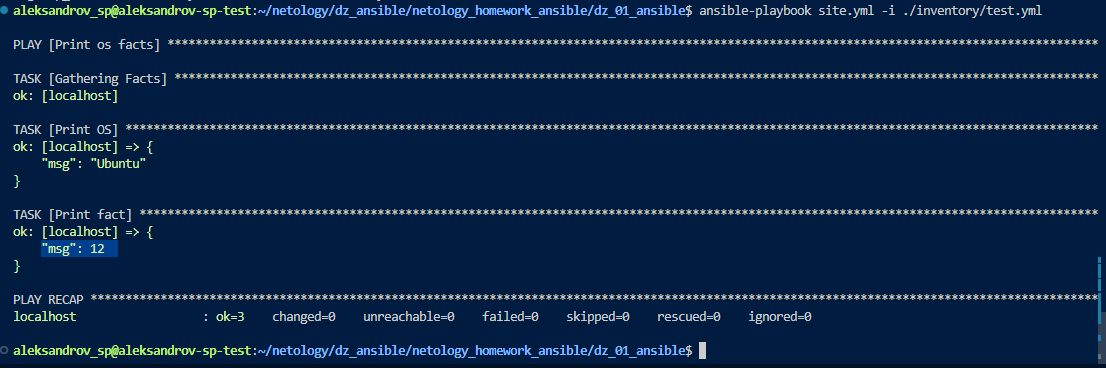 aleksandrov_sp@aleksandrov-sp-test:~/netology/dz_ansible/netology_homework_ansible/dz_01_ansible$ ansible-playbook site.yml -i ./inventory/test.yml
PLAY [Print os facts] ****************************************************************************************************************************************
TASK [Gathering Facts] ***************************************************************************************************************************************
ok: [localhost]
TASK [Print OS] **********************************************************************************************************************************************
ok: [localhost] => {
    "msg": "Ubuntu"
}
TASK [Print fact] ********************************************************************************************************************************************
ok: [localhost] => {
    "msg": 12
}
PLAY RECAP ***************************************************************************************************************************************************
localhost                  : ok=3    changed=0    unreachable=0    failed=0    skipped=0    rescued=0    ignored=0
aleksandrov_sp@aleksandrov-sp-test:~/netology/dz_ansible/netology_homework_ansible/dz_01_ansible$